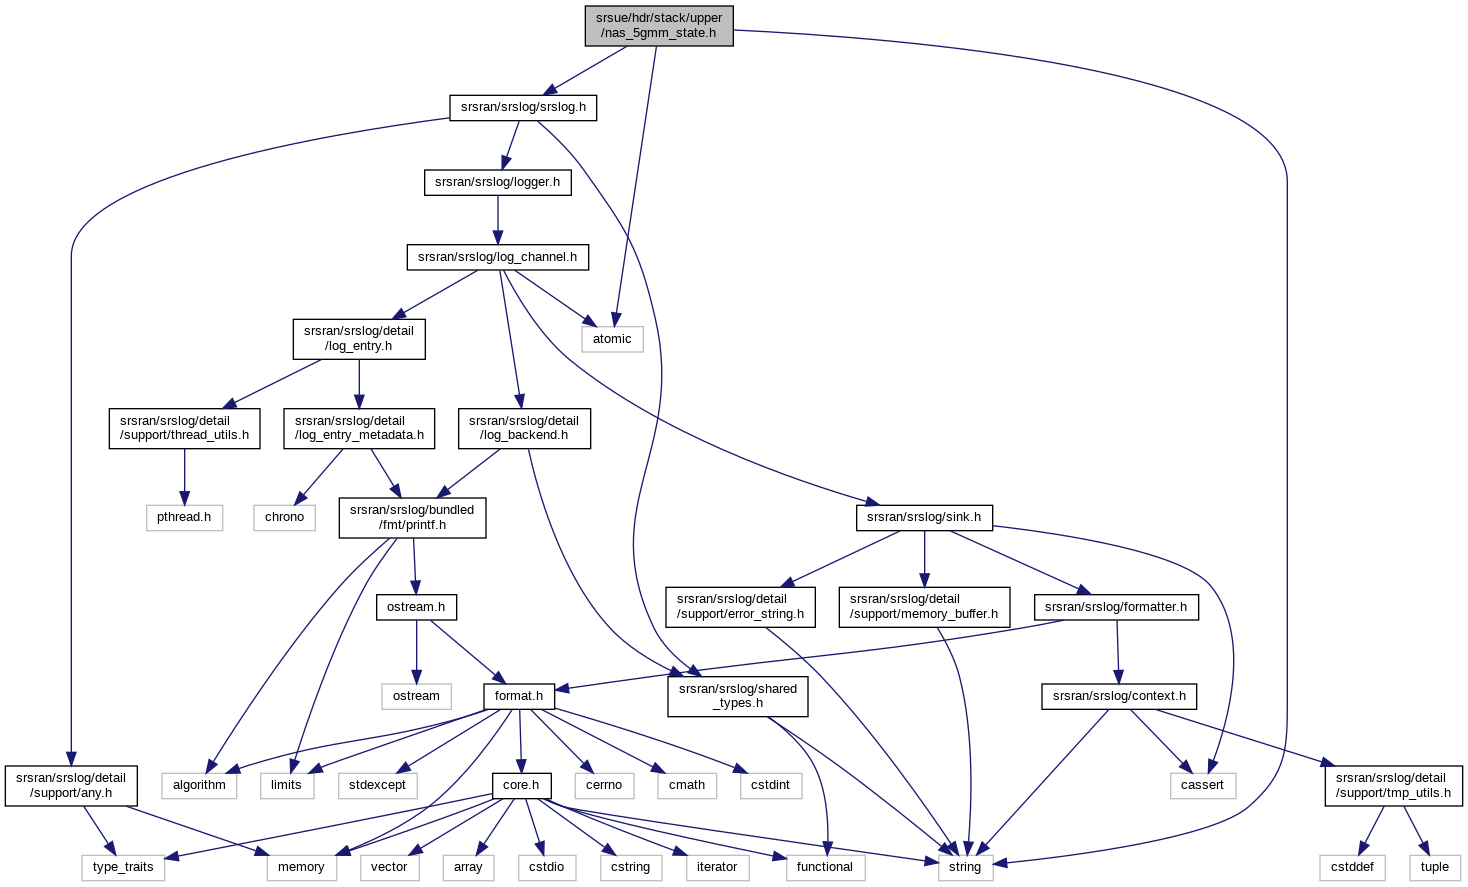 srsue/hdr/stack/upper
/nas_5gmm_state.h
srsran/srslog/srslog.h
srsran/srslog/logger.h
srsran/srslog/log_channel.h
srsran/srslog/detail
/log_entry.h
atomic
srsran/srslog/detail
/support/thread_utils.h
srsran/srslog/detail
/log_entry_metadata.h
srsran/srslog/detail
/log_backend.h
pthread.h
chrono
srsran/srslog/bundled
/fmt/printf.h
srsran/srslog/sink.h
ostream.h
srsran/srslog/detail
/support/error_string.h
srsran/srslog/detail
/support/memory_buffer.h
srsran/srslog/formatter.h
ostream
format.h
srsran/srslog/shared
_types.h
srsran/srslog/context.h
srsran/srslog/detail
/support/any.h
algorithm
limits
stdexcept
core.h
cerrno
cmath
cstdint
cassert
srsran/srslog/detail
/support/tmp_utils.h
type_traits
memory
vector
array
cstdio
cstring
iterator
functional
string
cstddef
tuple